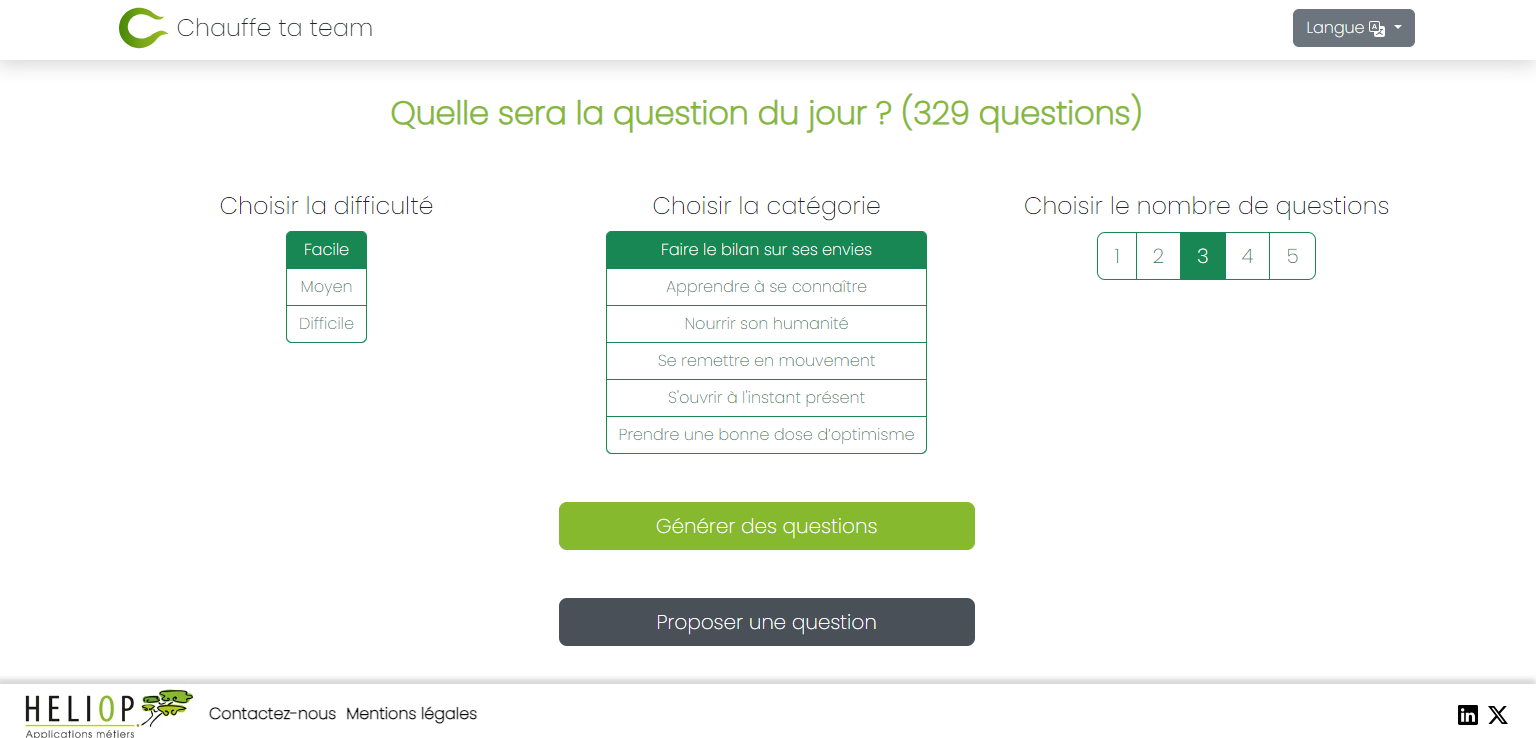 Chauffe ta team
Langue
Quelle sera la question du jour ? (329 questions)
Choisir la difficulté
Facile
Moyen
Difficile
Choisir la catégorie
Faire le bilan sur ses envies
Apprendre à se connaître
Nourrir son humanité
Se remettre en mouvement
S'ouvrir à l'instant présent
Prendre une bonne dose d’optimisme
Choisir le nombre de questions
1 2 3 4 5
Générer des questions
Proposer une question
HELIOP
Applications métiers
Contactez-nous Mentions légales